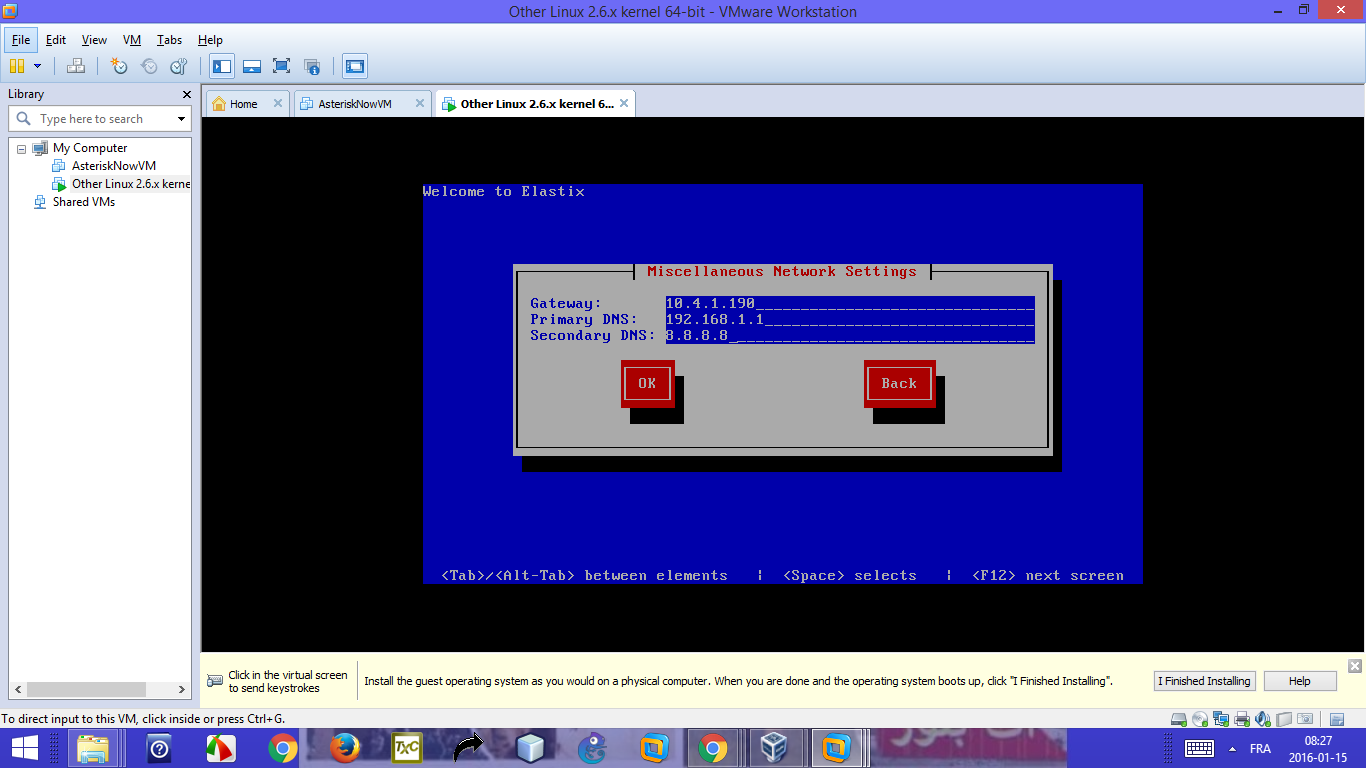 Other Linux 2.6.x kernel 64-bit - VMware Workstation
File Edit View VM Tabs Help
Library
Type here to search
My Computer
AsteriskNowVM
Other Linux 2.6.x kerne
Shared VMs
Home AsteriskNowVM Other Linux 2.6.x kernel 6...
Welcome to Elastix
Miscellaneous Network Settings
Gateway: 10.4.1.190
Primary DNS: 192.168.1.1
Secondary DNS: 8.8.8.8
OK Back
<Tab>/<Alt-Tab> between elements | <Space> selects | <F12> next screen
Click in the virtual screen
to send keystrokes
Install the guest operating system as you would on a physical computer. When you are done and the operating system boots up, click "I Finished Installing".
I Finished Installing Help
To direct input to this VM, click inside or press Ctrl+G.
TXC
FRA
08:27
2016-01-15